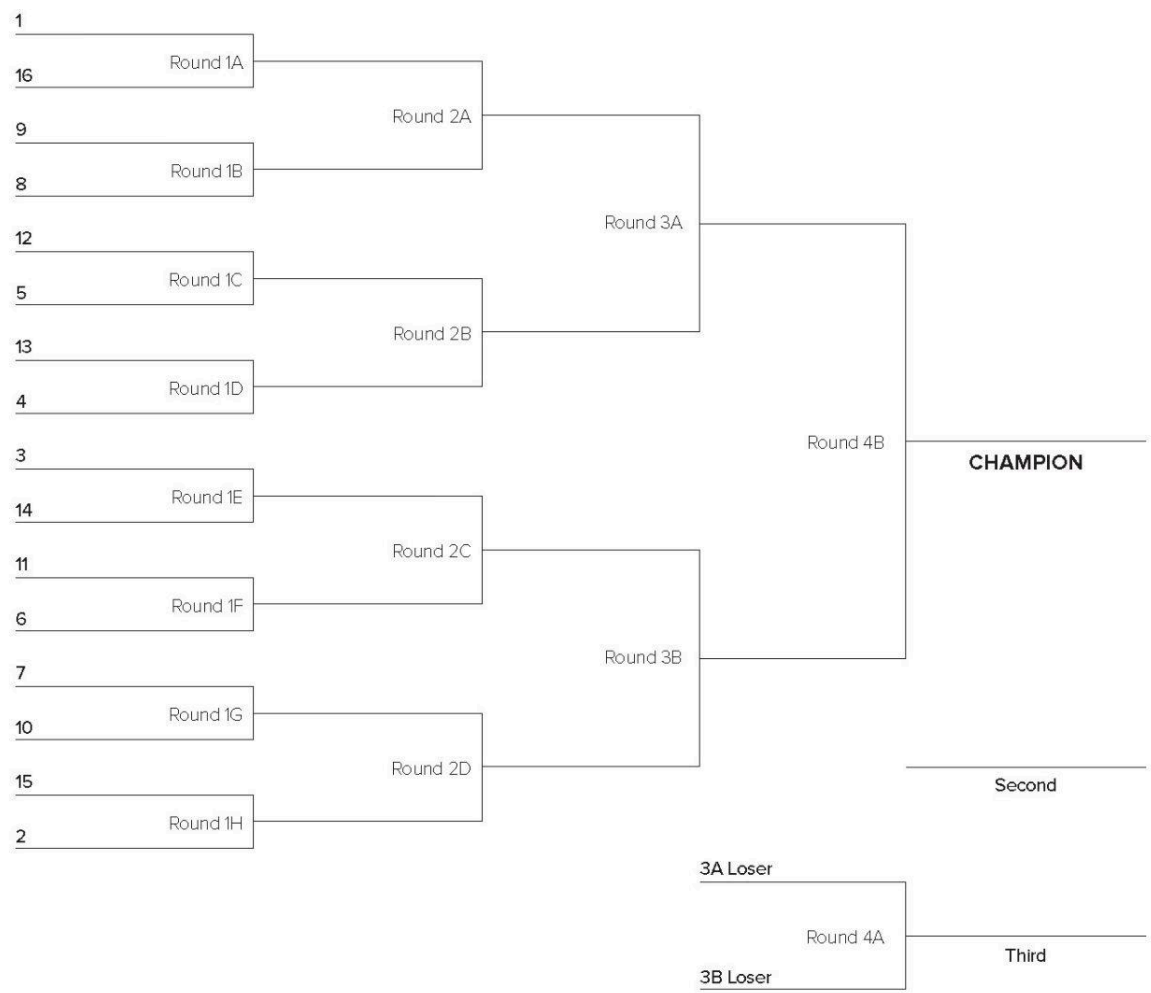 1
Round 1A
16
Round 2A
9
Round 1B
8
Round 3A
12
Round 1C
5
Round 2B
13
Round 1D
4
Round 4B
CHAMPION
3
Round 1E
14
Round 2C
11
Round 1F
6
Round 3B
7
Round 1G
10
Round 2D
15
Second
Round 1H
2
3A Loser
Round 4A
Third
3B Loser